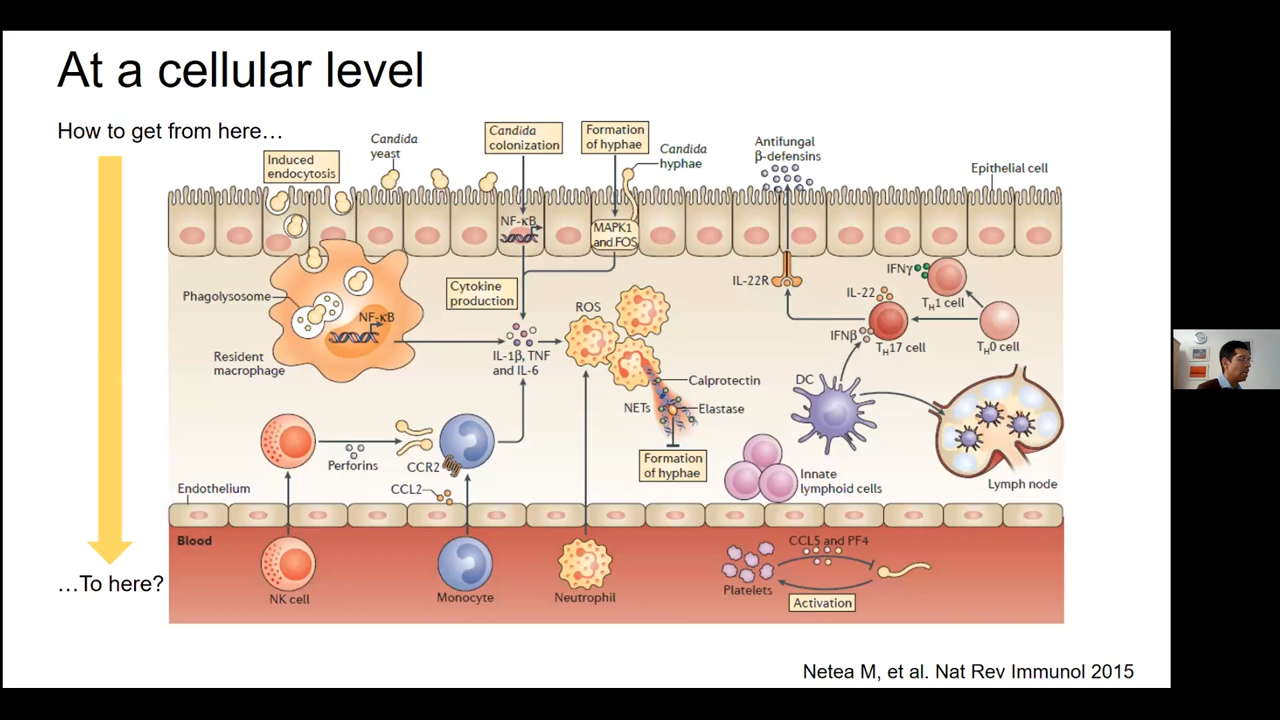 At a cellular level
How to get from here…
Induced
endocytosis
Candida
yeast
Candida
colonization
Formation
of hyphae
Candida
hyphae
Antifungal
β-defensins
Epithelial cell
NF-κB
MAPK1
and FOS
Phagolysosome
NF-κB
Resident
macrophage
Cytokine
production
IL-1β, TNF
and IL-6
ROS
Calprotectin
NETs
Elastase
Formation
of hyphae
IL-22R
IL-22
IFNγ
TH1 cell
IFNβ
TH17 cell
TH0 cell
DC
Lymph node
Innate
lymphoid cells
Perforins
CCR2
CCL2
Endothelium
Blood
NK cell
Monocyte
Neutrophil
Platelets
CCL5 and PF4
Activation
…To here?
Netea M, et al. Nat Rev Immunol 2015